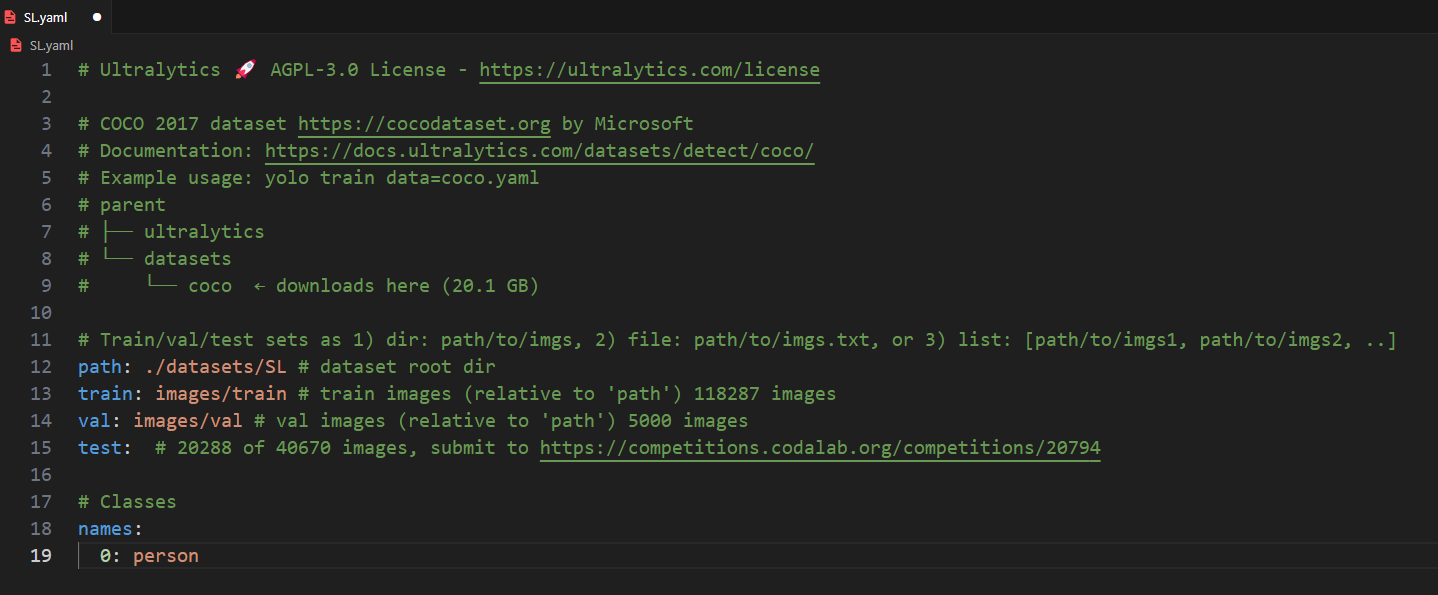 SL.yaml
SL.yaml
1 # Ultralytics 🚀 AGPL-3.0 License - https://ultralytics.com/license
2
3 # COCO 2017 dataset https://cocodataset.org by Microsoft
4 # Documentation: https://docs.ultralytics.com/datasets/detect/coco/
5 # Example usage: yolo train data=coco.yaml
6 # parent
7 # ├── ultralytics
8 # └── datasets
9 #     └── coco  ← downloads here (20.1 GB)
10
11 # Train/val/test sets as 1) dir: path/to/imgs, 2) file: path/to/imgs.txt, or 3) list: [path/to/imgs1, path/to/imgs2, ..]
12 path: ./datasets/SL # dataset root dir
13 train: images/train # train images (relative to 'path') 118287 images
14 val: images/val # val images (relative to 'path') 5000 images
15 test:  # 20288 of 40670 images, submit to https://competitions.codalab.org/competitions/20794
16
17 # Classes
18 names:
19   0: person